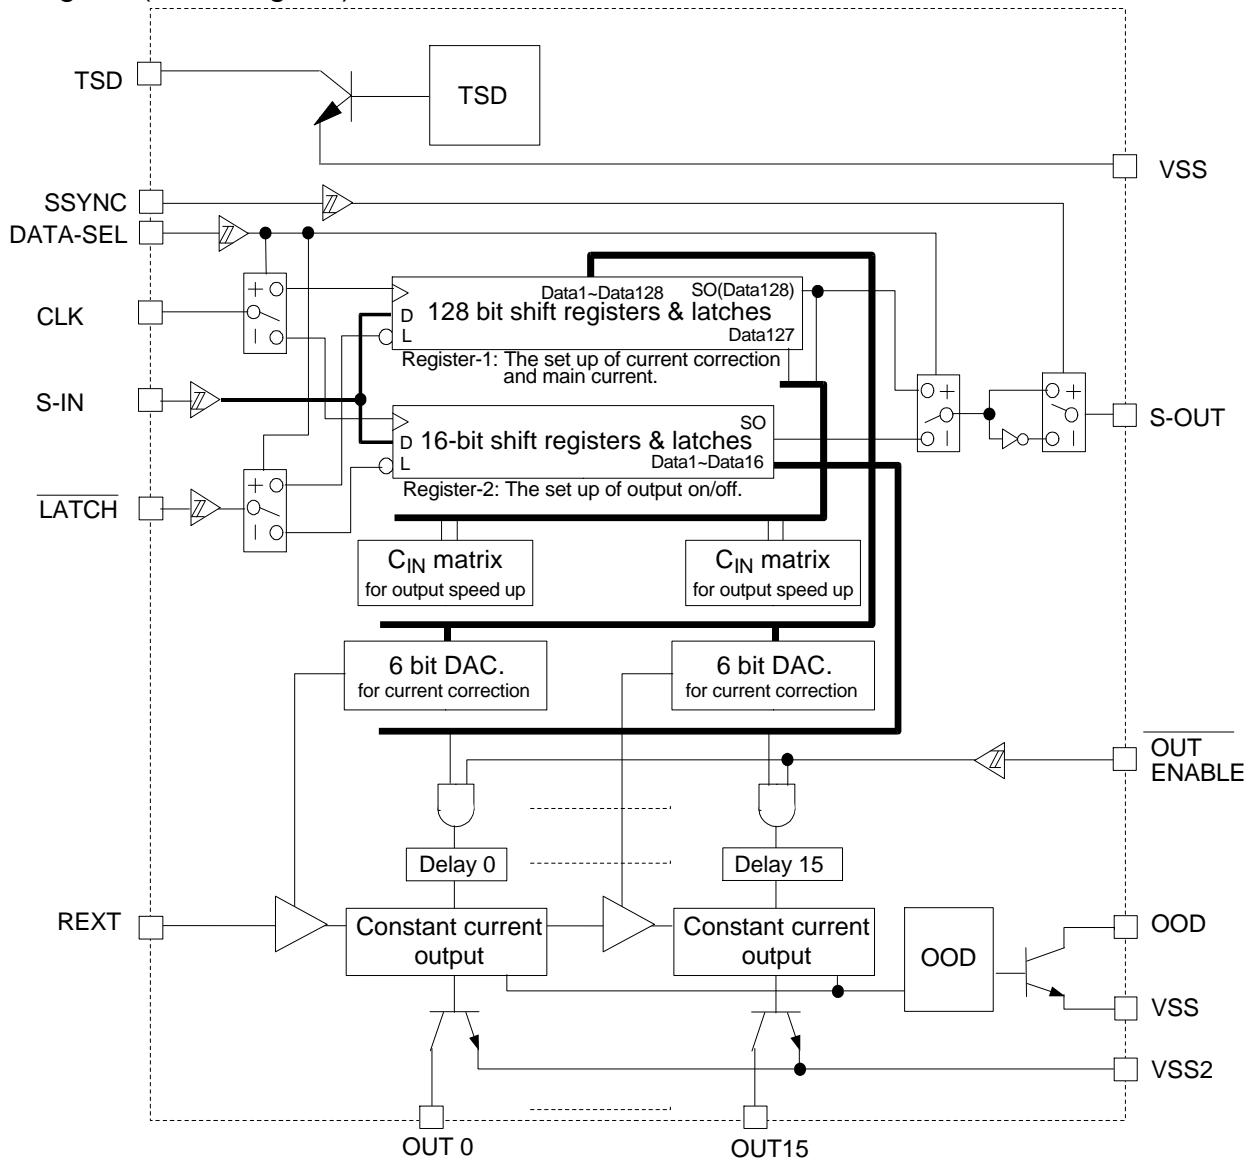 TSD
TSD
VSS
SSYNC
DATA-SEL
CLK
+
−
Data1~Data128
SO(Data128)
D
128 bit shift registers & latches
L
Data127
Register-1: The set up of current correction
and main current.
S-IN
SO
D
16-bit shift registers & latches
L
Data1~Data16
Register-2: The set up of output on/off.
+
−
+
−
S-OUT
LATCH
+
−
CIN matrix
for output speed up
CIN matrix
for output speed up
6 bit DAC.
for current correction
6 bit DAC.
for current correction
OUT
ENABLE
Delay 0
Delay 15
REXT
Constant current
output
Constant current
output
OOD
OOD
VSS
VSS2
OUT 0
OUT15